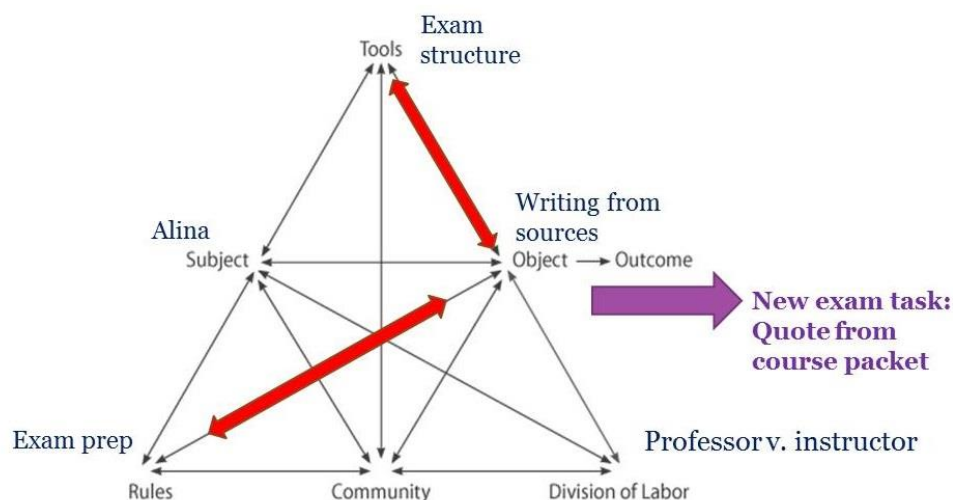 Exam
structure
Tools
Writing from
sources
Alina
Subject
Object
Outcome
New exam task:
Quote from
course packet
Exam prep
Professor v. instructor
Rules
Community
Division of Labor